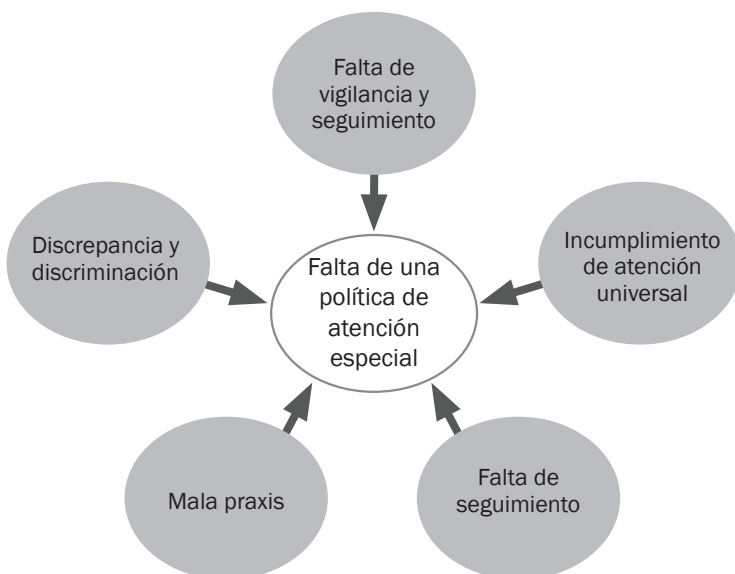 Falta de
vigilancia y
seguimiento
Discrepancia y
discriminación
Incumplimiento
de atención
universal
Falta de una
política de
atención
especial
Mala praxis
Falta de
seguimiento